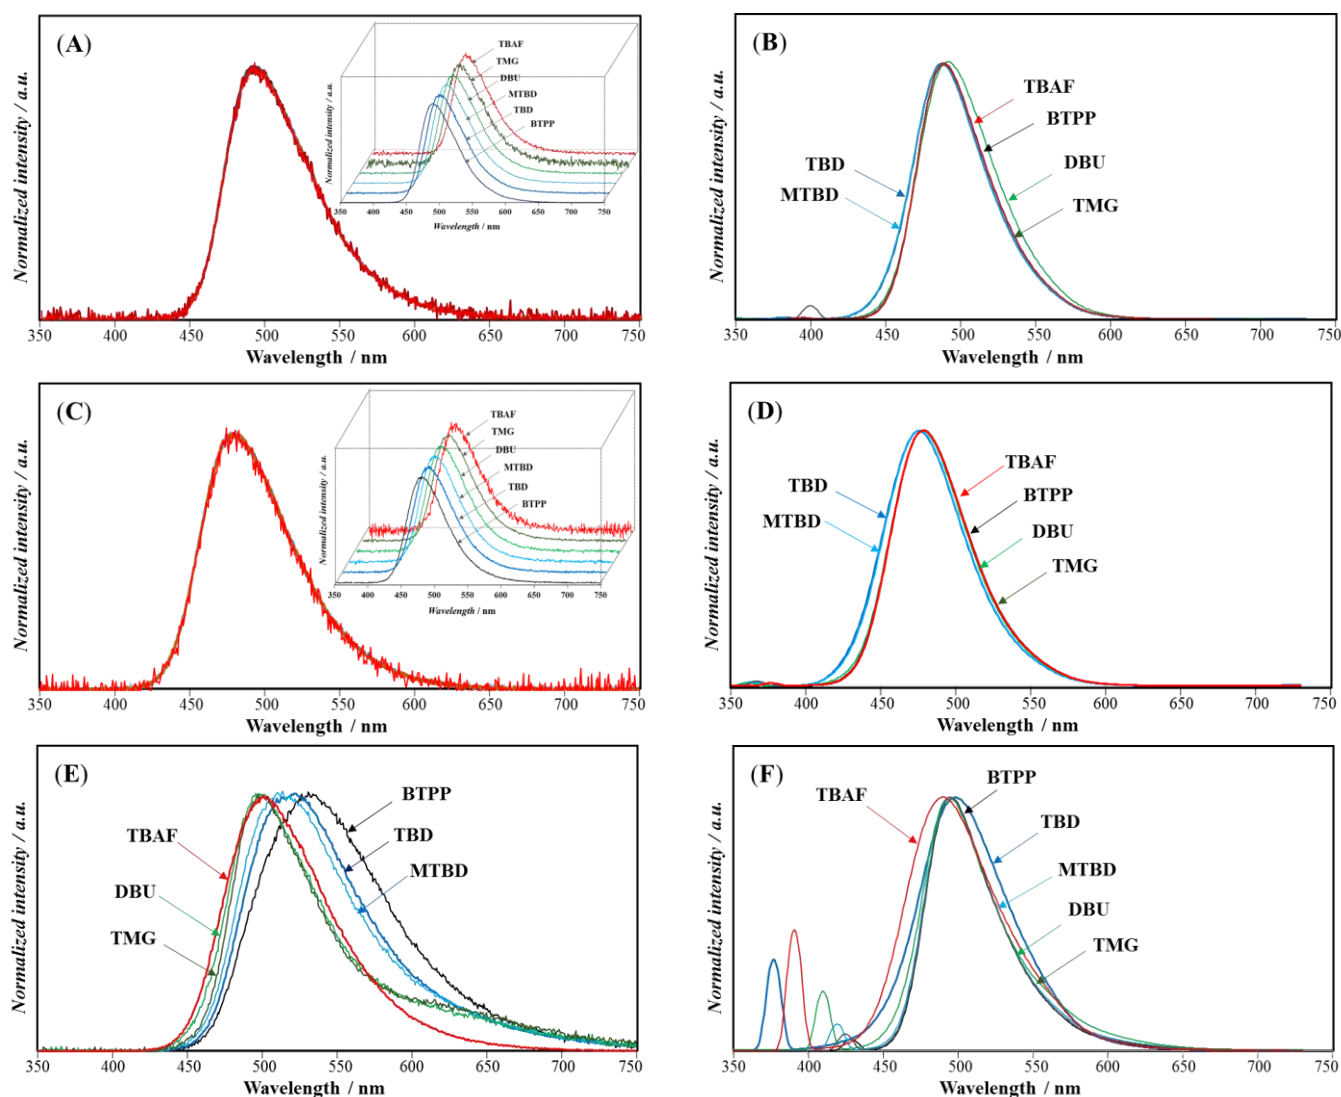 (A)
Normalized intensity / a.u.
350 400 450 500 550 600 650 700 750
Wavelength / nm
Normalized intensity / a.u.
TBAF
TMG
DBU
MTBD
TBD
BTPP
350 400 450 500 550 600 650 700 750
Wavelength / nm
(B)
Normalized intensity / a.u.
TBAF
BTPP
TBD
DBU
MTBD
TMG
350 400 450 500 550 600 650 700 750
Wavelength / nm
(C)
Normalized intensity / a.u.
350 400 450 500 550 600 650 700 750
Wavelength / nm
Normalized intensity / a.u.
TBAF
TMG
DBU
MTBD
TBD
BTPP
350 400 450 500 550 600 650 700 750
Wavelength / nm
(D)
Normalized intensity / a.u.
TBAF
TBD
BTPP
MTBD
DBU
TMG
350 400 450 500 550 600 650 700 750
Wavelength / nm
(E)
Normalized intensity / a.u.
BTPP
TBAF
TBD
MTBD
DBU
TMG
350 400 450 500 550 600 650 700 750
Wavelength / nm
(F)
Normalized intensity / a.u.
BTPP
TBAF
TBD
MTBD
DBU
TMG
350 400 450 500 550 600 650 700 750
Wavelength / nm